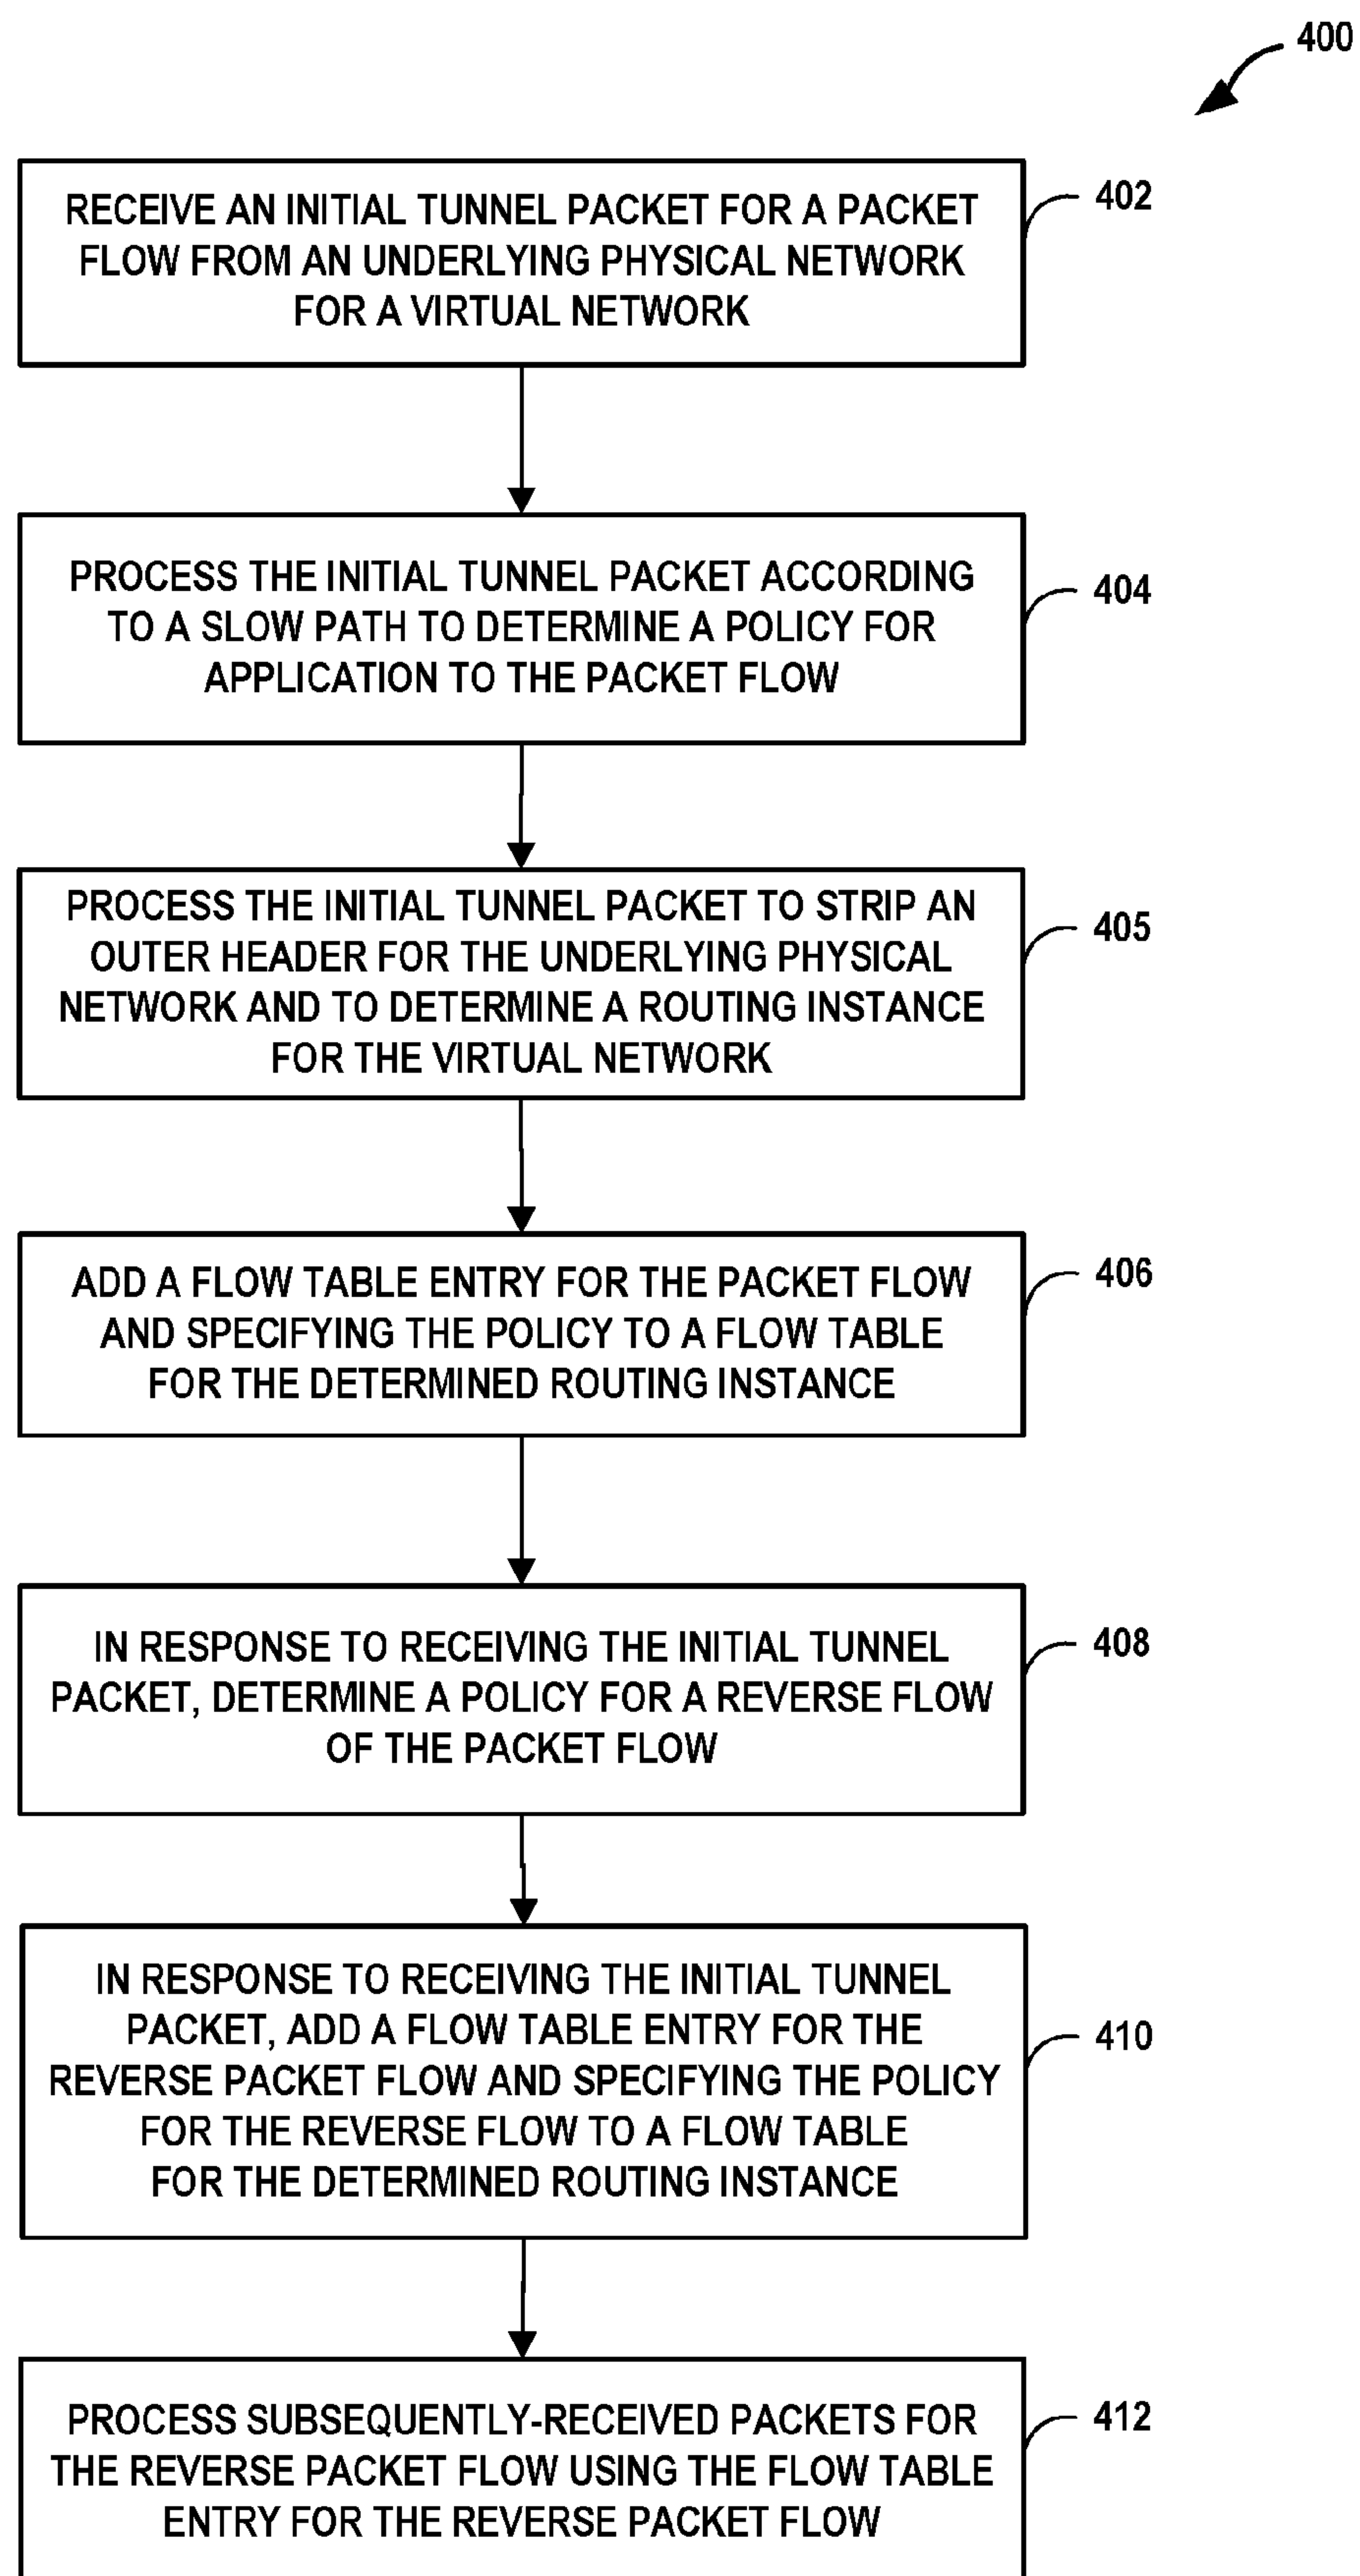 400
RECEIVE AN INITIAL TUNNEL PACKET FOR A PACKET
FLOW FROM AN UNDERLYING PHYSICAL NETWORK
FOR A VIRTUAL NETWORK
402
PROCESS THE INITIAL TUNNEL PACKET ACCORDING
TO A SLOW PATH TO DETERMINE A POLICY FOR
APPLICATION TO THE PACKET FLOW
404
PROCESS THE INITIAL TUNNEL PACKET TO STRIP AN
OUTER HEADER FOR THE UNDERLYING PHYSICAL
NETWORK AND TO DETERMINE A ROUTING INSTANCE
FOR THE VIRTUAL NETWORK
405
ADD A FLOW TABLE ENTRY FOR THE PACKET FLOW
AND SPECIFYING THE POLICY TO A FLOW TABLE
FOR THE DETERMINED ROUTING INSTANCE
406
IN RESPONSE TO RECEIVING THE INITIAL TUNNEL
PACKET, DETERMINE A POLICY FOR A REVERSE FLOW
OF THE PACKET FLOW
408
IN RESPONSE TO RECEIVING THE INITIAL TUNNEL
PACKET, ADD A FLOW TABLE ENTRY FOR THE
REVERSE PACKET FLOW AND SPECIFYING THE POLICY
FOR THE REVERSE FLOW TO A FLOW TABLE
FOR THE DETERMINED ROUTING INSTANCE
410
PROCESS SUBSEQUENTLY-RECEIVED PACKETS FOR
THE REVERSE PACKET FLOW USING THE FLOW TABLE
ENTRY FOR THE REVERSE PACKET FLOW
412